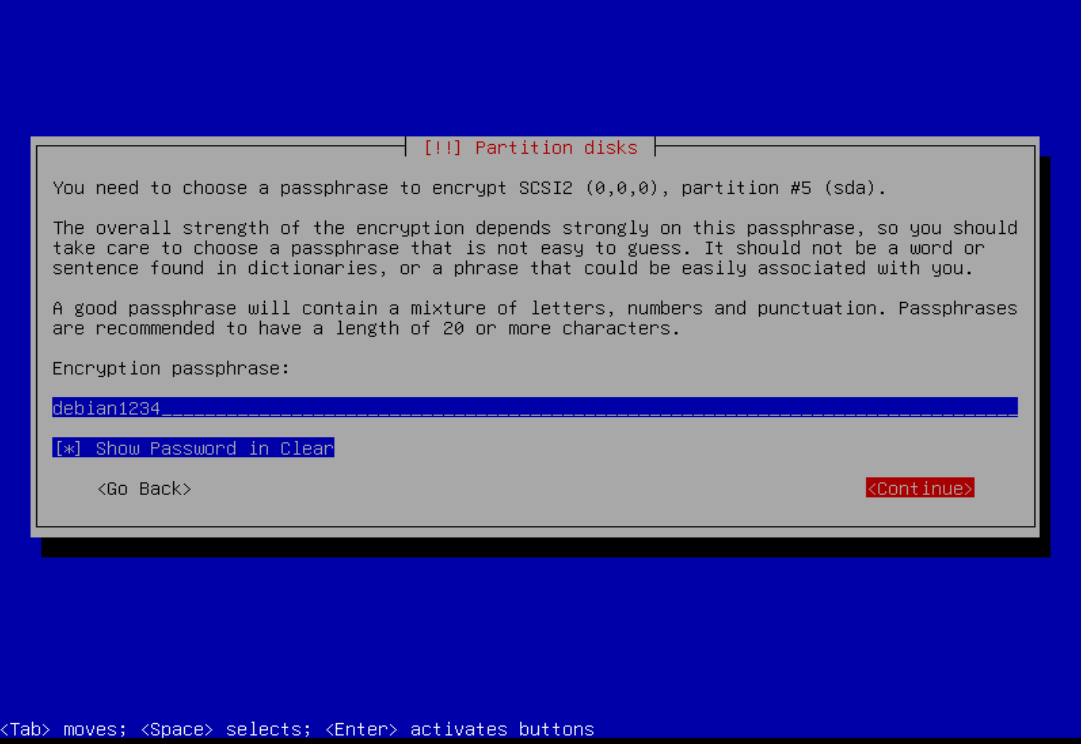 [!!] Partition disks
You need to choose a passphrase to encrypt SCSI2 (0,0,0), partition #5 (sda).
The overall strength of the encryption depends strongly on this passphrase, so you should
take care to choose a passphrase that is not easy to guess. It should not be a word or
sentence found in dictionaries, or a phrase that could be easily associated with you.
A good passphrase will contain a mixture of letters, numbers and punctuation. Passphrases
are recommended to have a length of 20 or more characters.
Encryption passphrase:
debian1234
[*] Show Password in Clear
<Go Back> <Continue>
<Tab> moves; <Space> selects; <Enter> activates buttons